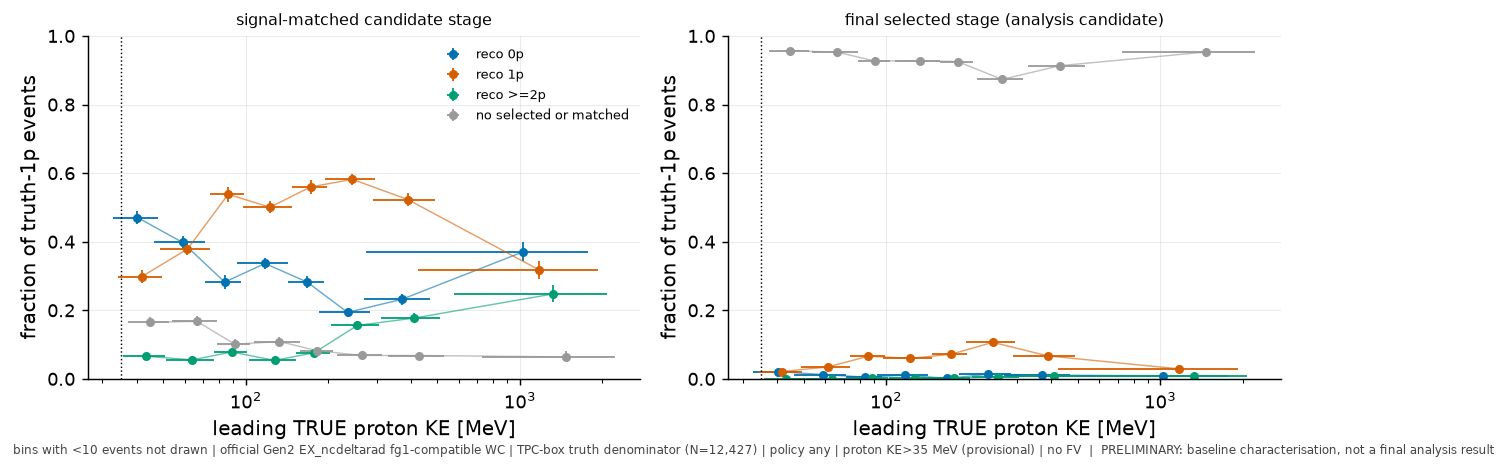 signal-matched candidate stage
final selected stage (analysis candidate)
fraction of truth-1p events
1.0
0.8
0.6
0.4
0.2
0.0
reco 0p
reco 1p
reco >=2p
no selected or matched
10²
10³
leading TRUE proton KE [MeV]
fraction of truth-1p events
1.0
0.8
0.6
0.4
0.2
0.0
10²
10³
leading TRUE proton KE [MeV]
bins with <10 events not drawn | official Gen2 EX_ncdeltarad fg1-compatible WC | TPC-box truth denominator (N=12,427) | policy any | proton KE>35 MeV (provisional) | no FV | PRELIMINARY: baseline characterisation, not a final analysis result